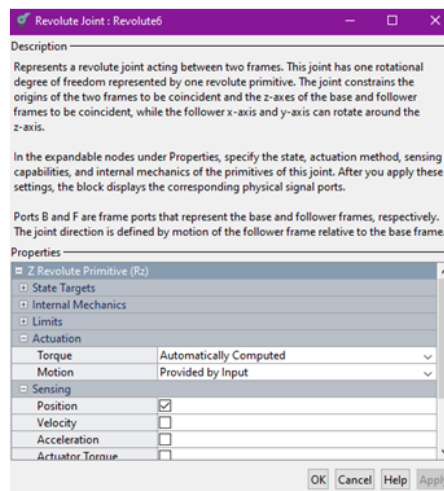 Revolute Joint : Revolute6
Description
Represents a revolute joint acting between two frames. This joint has one rotational
degree of freedom represented by one revolute primitive. The joint constrains the
origins of the two frames to be coincident and the z-axes of the base and follower
frames to be coincident, while the follower x-axis and y-axis can rotate around the
z-axis.
In the expandable nodes under Properties, specify the state, actuation method, sensing
capabilities, and internal mechanics of the primitives of this joint. After you apply these
settings, the block displays the corresponding physical signal ports.
Ports B and F are frame ports that represent the base and follower frames, respectively.
The joint direction is defined by motion of the follower frame relative to the base frame.
Properties
Z Revolute Primitive (Rz)
State Targets
Internal Mechanics
Limits
Actuation
Torque Automatically Computed
Motion Provided by Input
Sensing
Position
Velocity
Acceleration
Actuator Torque
OK Cancel Help Apply